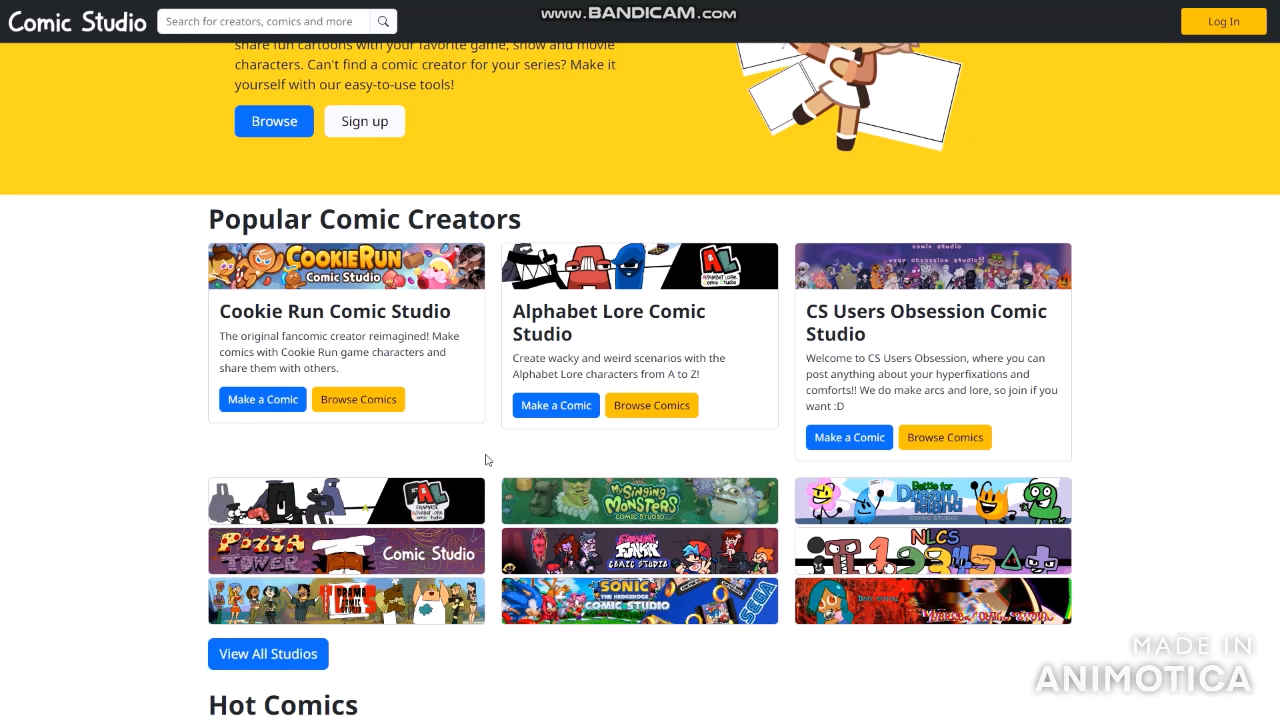 Comic Studio
Search for creators, comics and more
www.BANDICAM.com
Log In
share fun cartoons with your favorite game, show and movie
characters. Can't find a comic creator for your series? Make it
yourself with our easy-to-use tools!
Browse
Sign up
Popular Comic Creators
COOKIERUN
Comic Studio
AL
comic studio
Cookie Run Comic Studio
The original fancomic creator reimagined! Make
comics with Cookie Run game characters and
share them with others.
Make a Comic
Browse Comics
Alphabet Lore Comic
Studio
Create wacky and weird scenarios with the
Alphabet Lore characters from A to Z!
Make a Comic
Browse Comics
CS Users Obsession Comic
Studio
Welcome to CS Users Obsession, where you can
post anything about your hyperfixations and
comforts!! We do make arcs and lore, so join if you
want :D
Make a Comic
Browse Comics
AL
My Singing
Monsters
COMIC STUDIO
Battle for
Dream
Island
COMIC STUDIO
Pizza
Tower
Comic Studio
COMIC STUDIO
NLCS
12345
DRAMA
SONIC
THE HEDGEHOG
COMIC STUDIO
SEGA
View All Studios
Hot Comics
MADE IN
ANIMOTICA